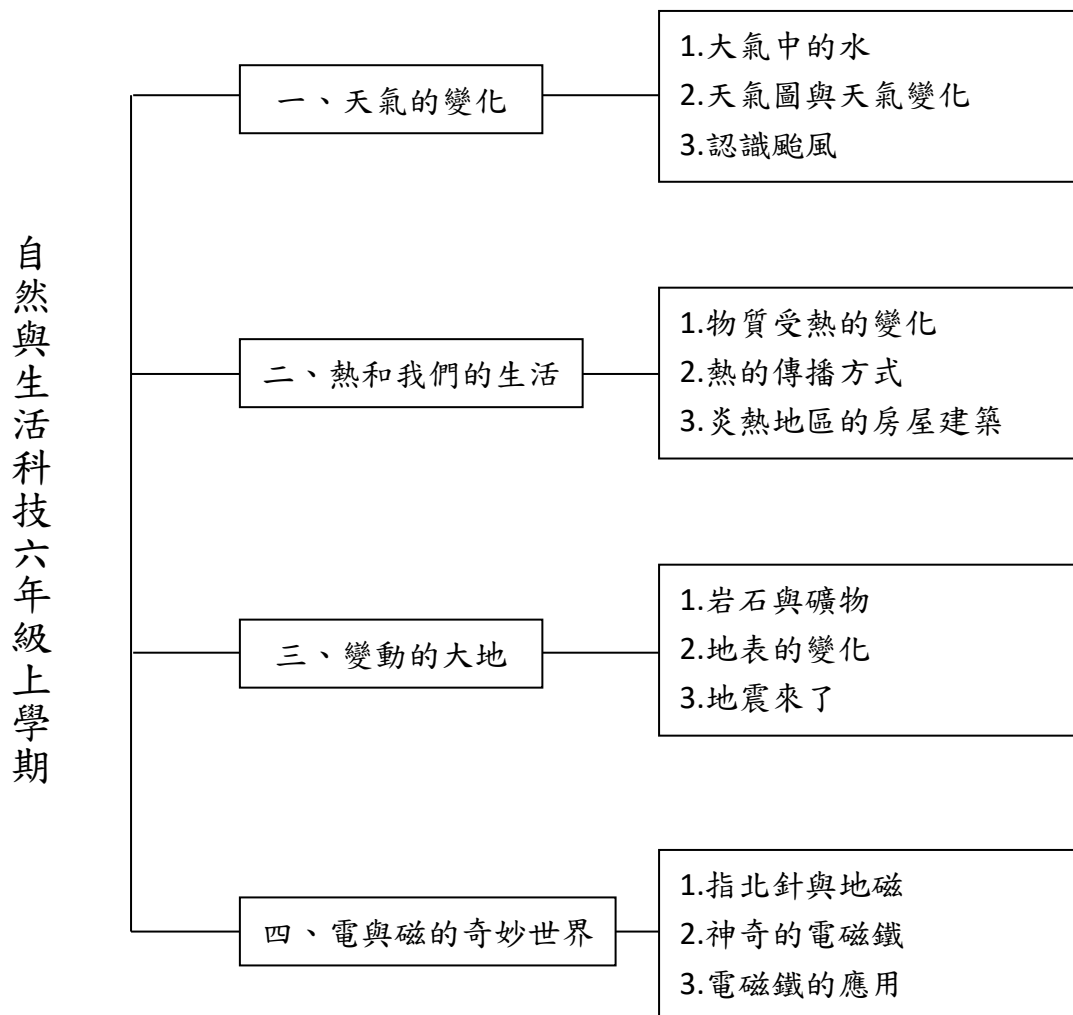 自然與生活科技六年級上學期
一、天氣的變化
1.大氣中的水
2.天氣圖與天氣變化
3.認識颱風
二、熱和我們的生活
1.物質受熱的變化
2.熱的傳播方式
3.炎熱地區的房屋建築
三、變動的大地
1.岩石與礦物
2.地表的變化
3.地震來了
四、電與磁的奇妙世界
1.指北針與地磁
2.神奇的電磁鐵
3.電磁鐵的應用